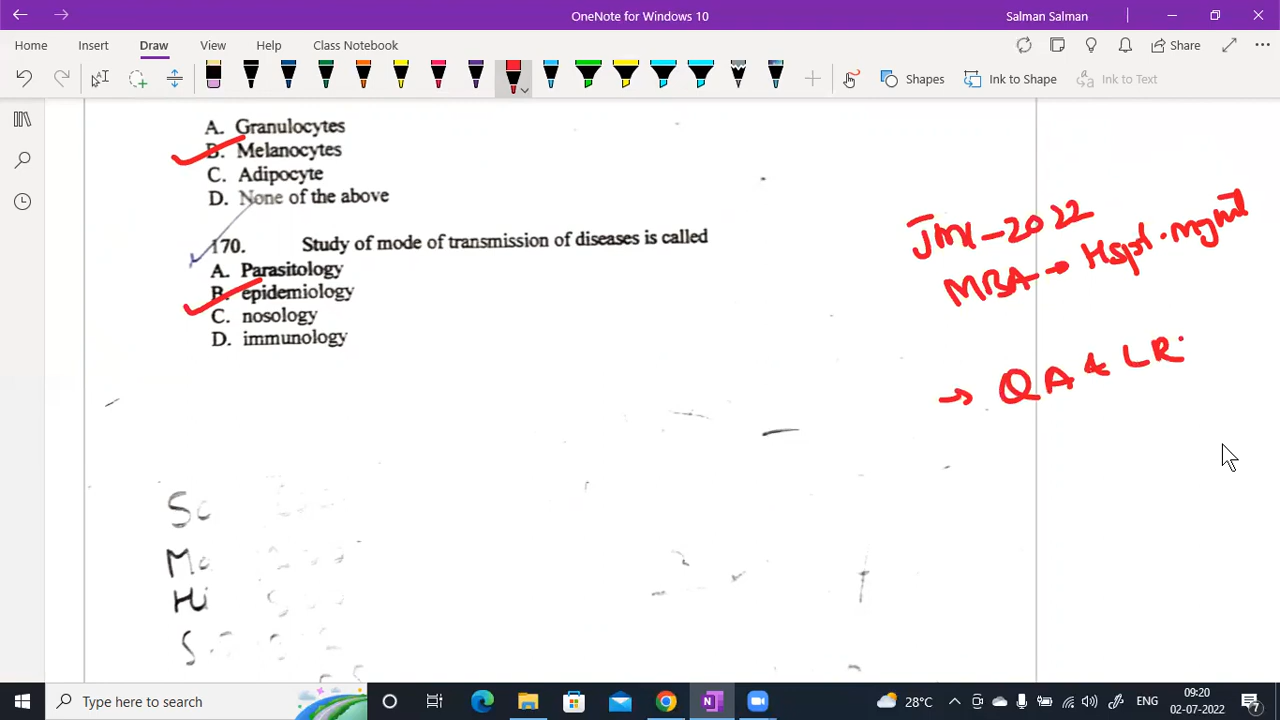 OneNote for Windows 10
Salman Salman
Home Insert Draw View Help Class Notebook
Share
Shapes Ink to Shape Ink to Text
A. Granulocytes
B. Melanocytes
C. Adipocyte
D. None of the above
170. Study of mode of transmission of diseases is called
A. Parasitology
B. epidemiology
C. nosology
D. immunology
JMI-2022
MBA → Hspt. mgmt
→ QA & LR
Type here to search
28°C
ENG
09:20
02-07-2022
7